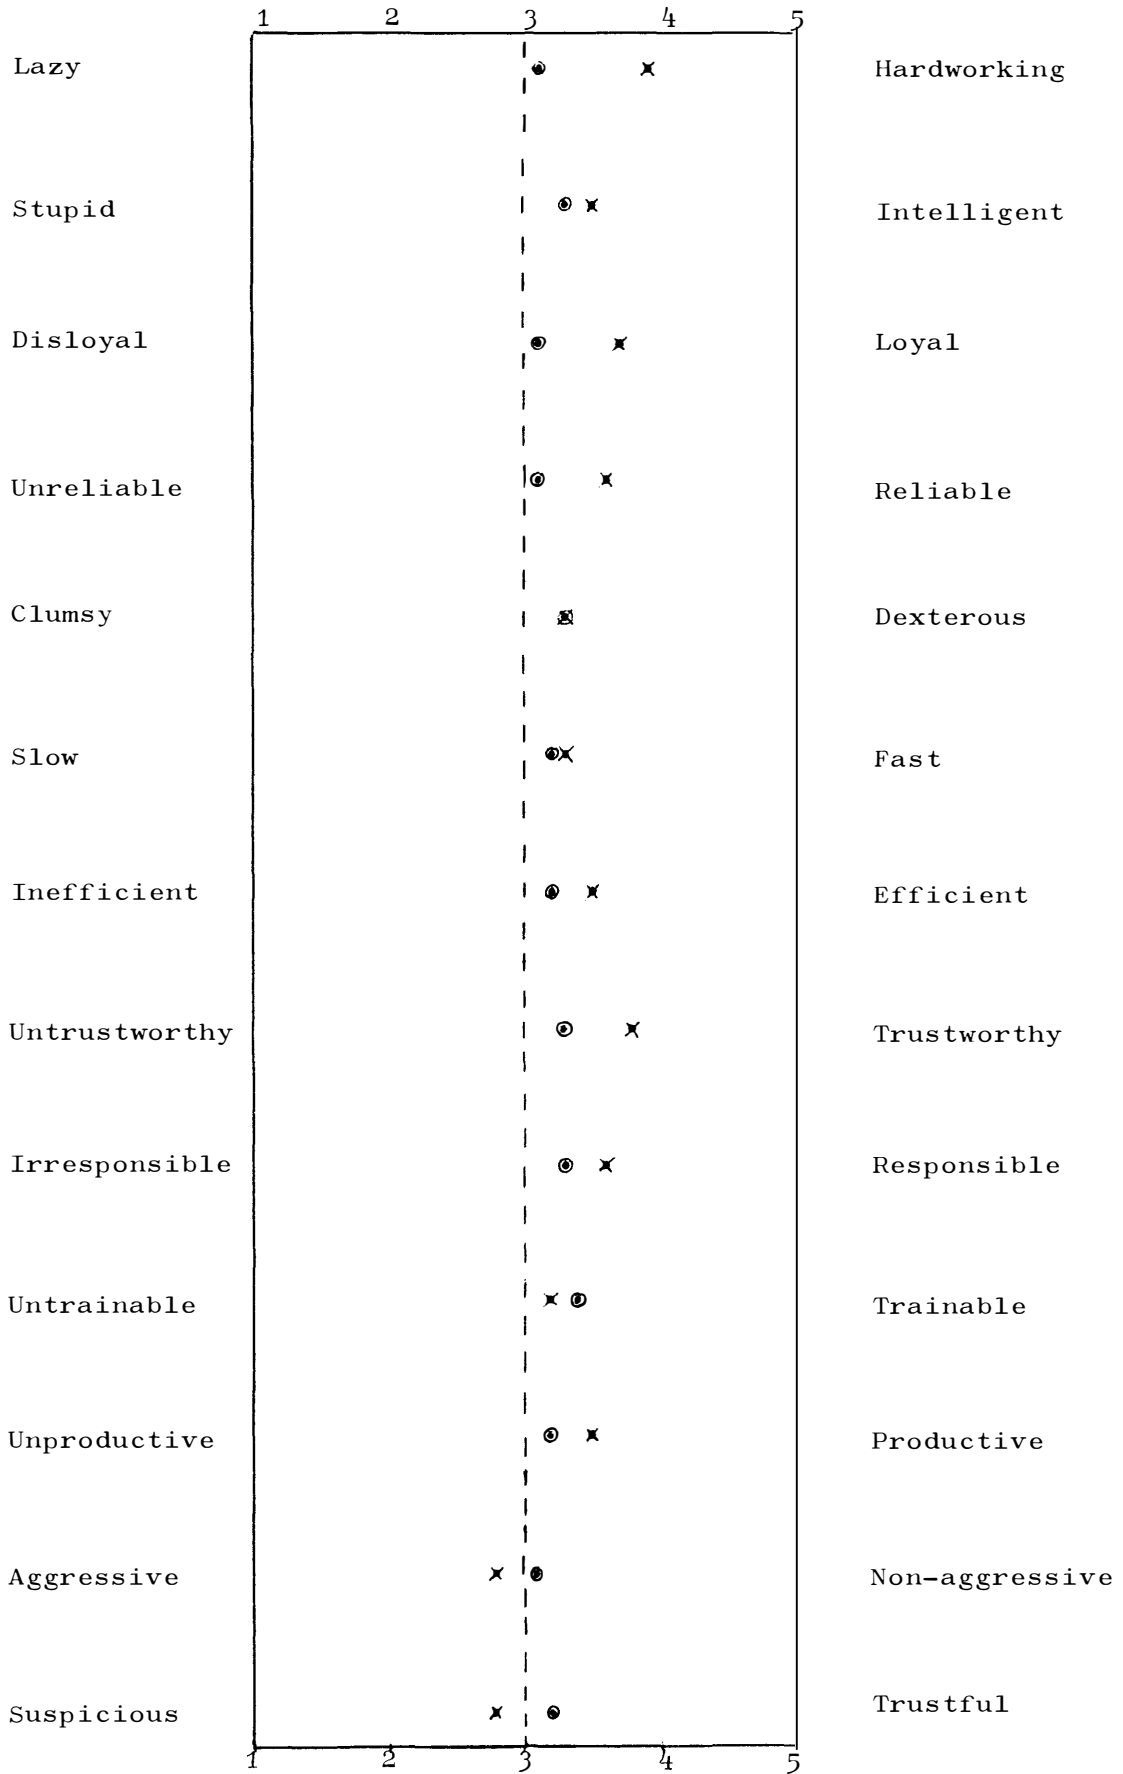 1 2 3 4 5
Lazy Hardworking
Stupid Intelligent
Disloyal Loyal
Unreliable Reliable
Clumsy Dexterous
Slow Fast
Inefficient Efficient
Untrustworthy Trustworthy
Irresponsible Responsible
Untrainable Trainable
Unproductive Productive
Aggressive Non-aggressive
Suspicious Trustful
1 2 3 4 5